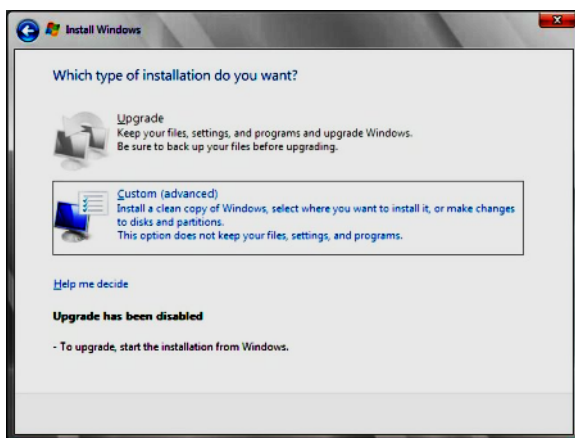 Install Windows
Which type of installation do you want?
Upgrade
Keep your files, settings, and programs and upgrade Windows.
Be sure to back up your files before upgrading.
Custom (advanced)
Install a clean copy of Windows, select where you want to install it, or make changes
to disks and partitions.
This option does not keep your files, settings, and programs.
Help me decide
Upgrade has been disabled
- To upgrade, start the installation from Windows.